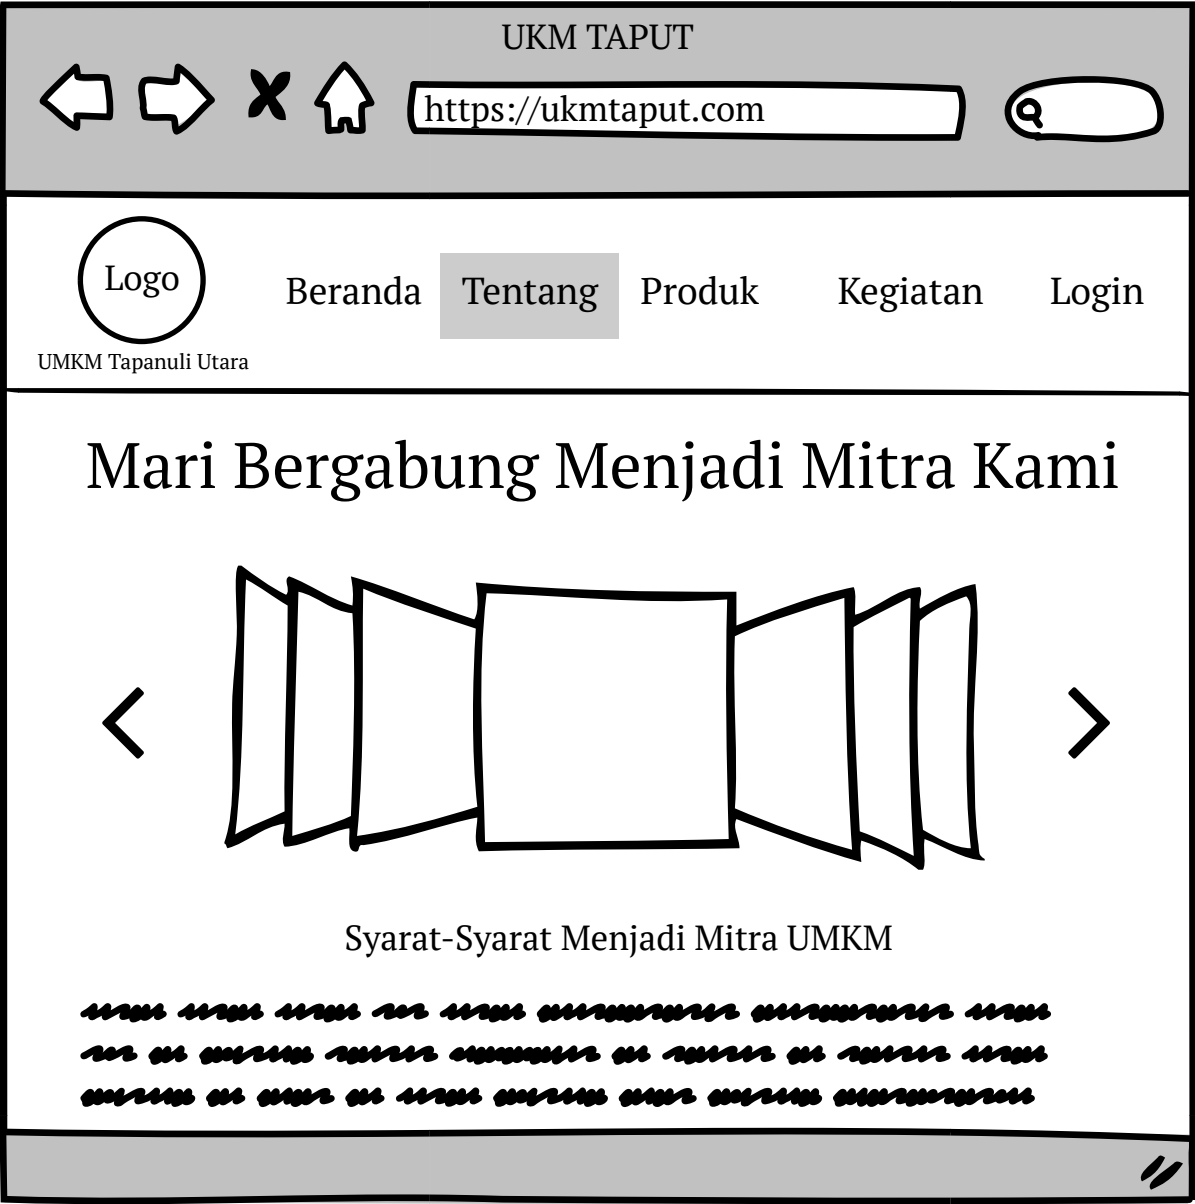 UKM TAPUT
https://ukmtaput.com
Logo
UMKM Tapanuli Utara
Beranda Tentang Produk Kegiatan Login
Mari Bergabung Menjadi Mitra Kami
Syarat-Syarat Menjadi Mitra UMKM